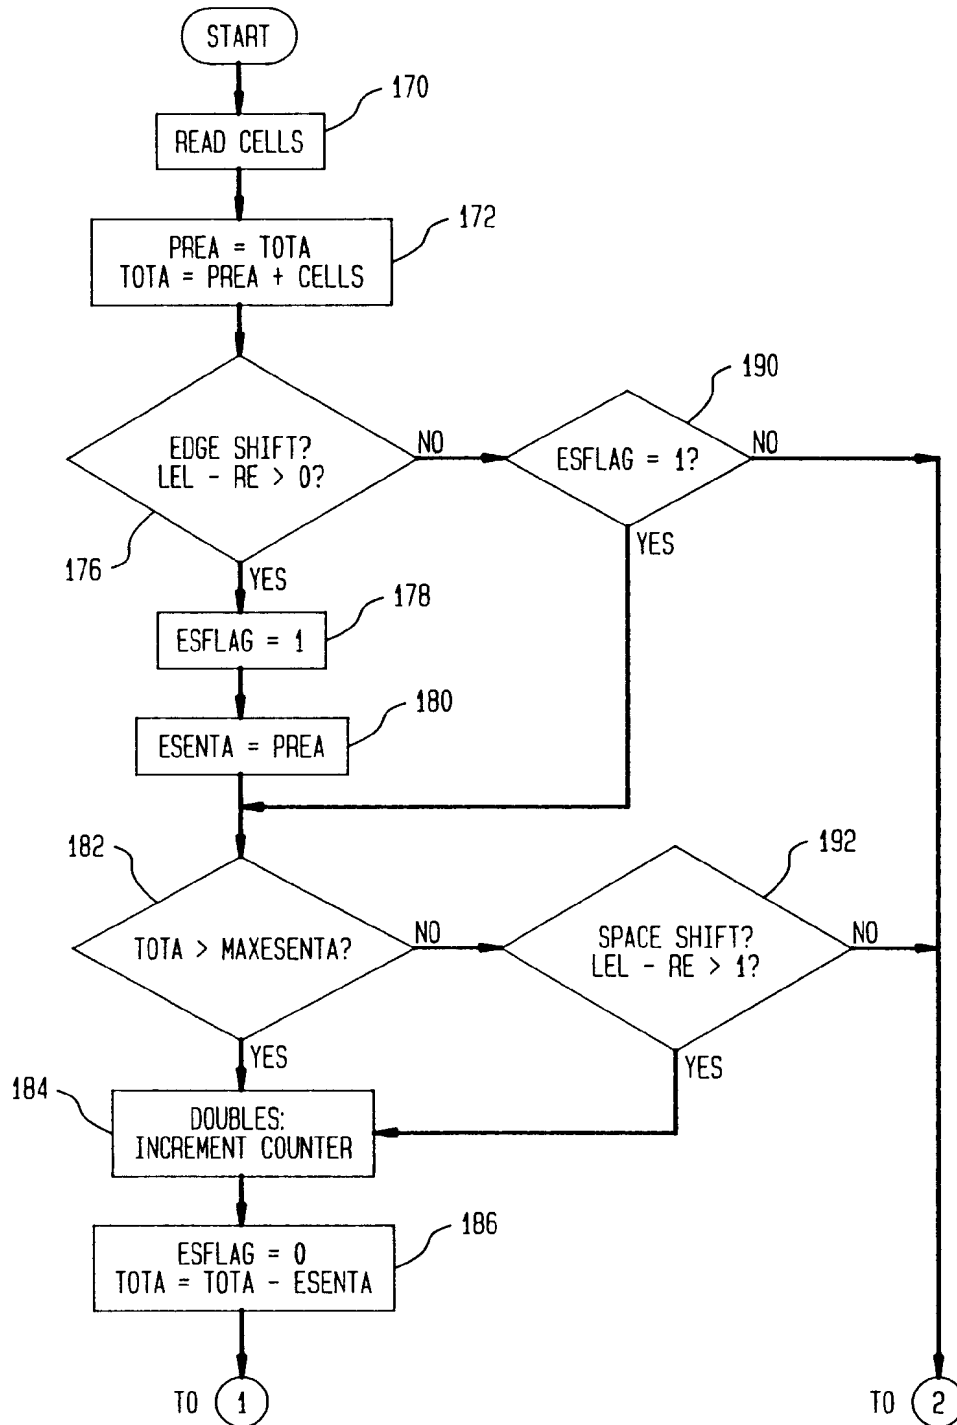 START
170
READ CELLS
172
PREA = TOTA
TOTA = PREA + CELLS
190
EDGE SHIFT?
LEL - RE > 0?
NO
ESFLAG = 1?
NO
176
YES
YES
178
ESFLAG = 1
180
ESENTA = PREA
182
192
TOTA > MAXESENTA?
NO
SPACE SHIFT?
LEL - RE > 1?
NO
YES
YES
184
DOUBLES:
INCREMENT COUNTER
186
ESFLAG = 0
TOTA = TOTA - ESENTA
TO 1
TO 2